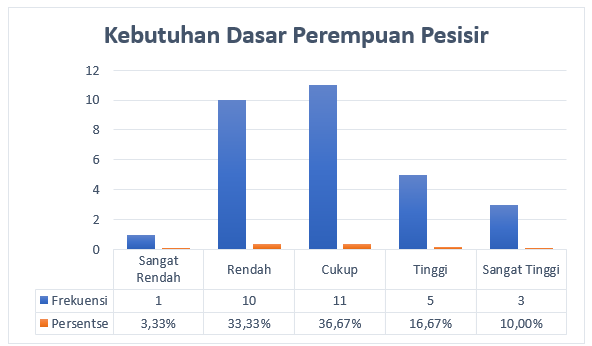 Kebutuhan Dasar Perempuan Pesisir
12
10
8
6
4
2
0
Sangat Rendah Rendah Cukup Tinggi Sangat Tinggi
Frekuensi 1 10 11 5 3
Persentse 3,33% 33,33% 36,67% 16,67% 10,00%